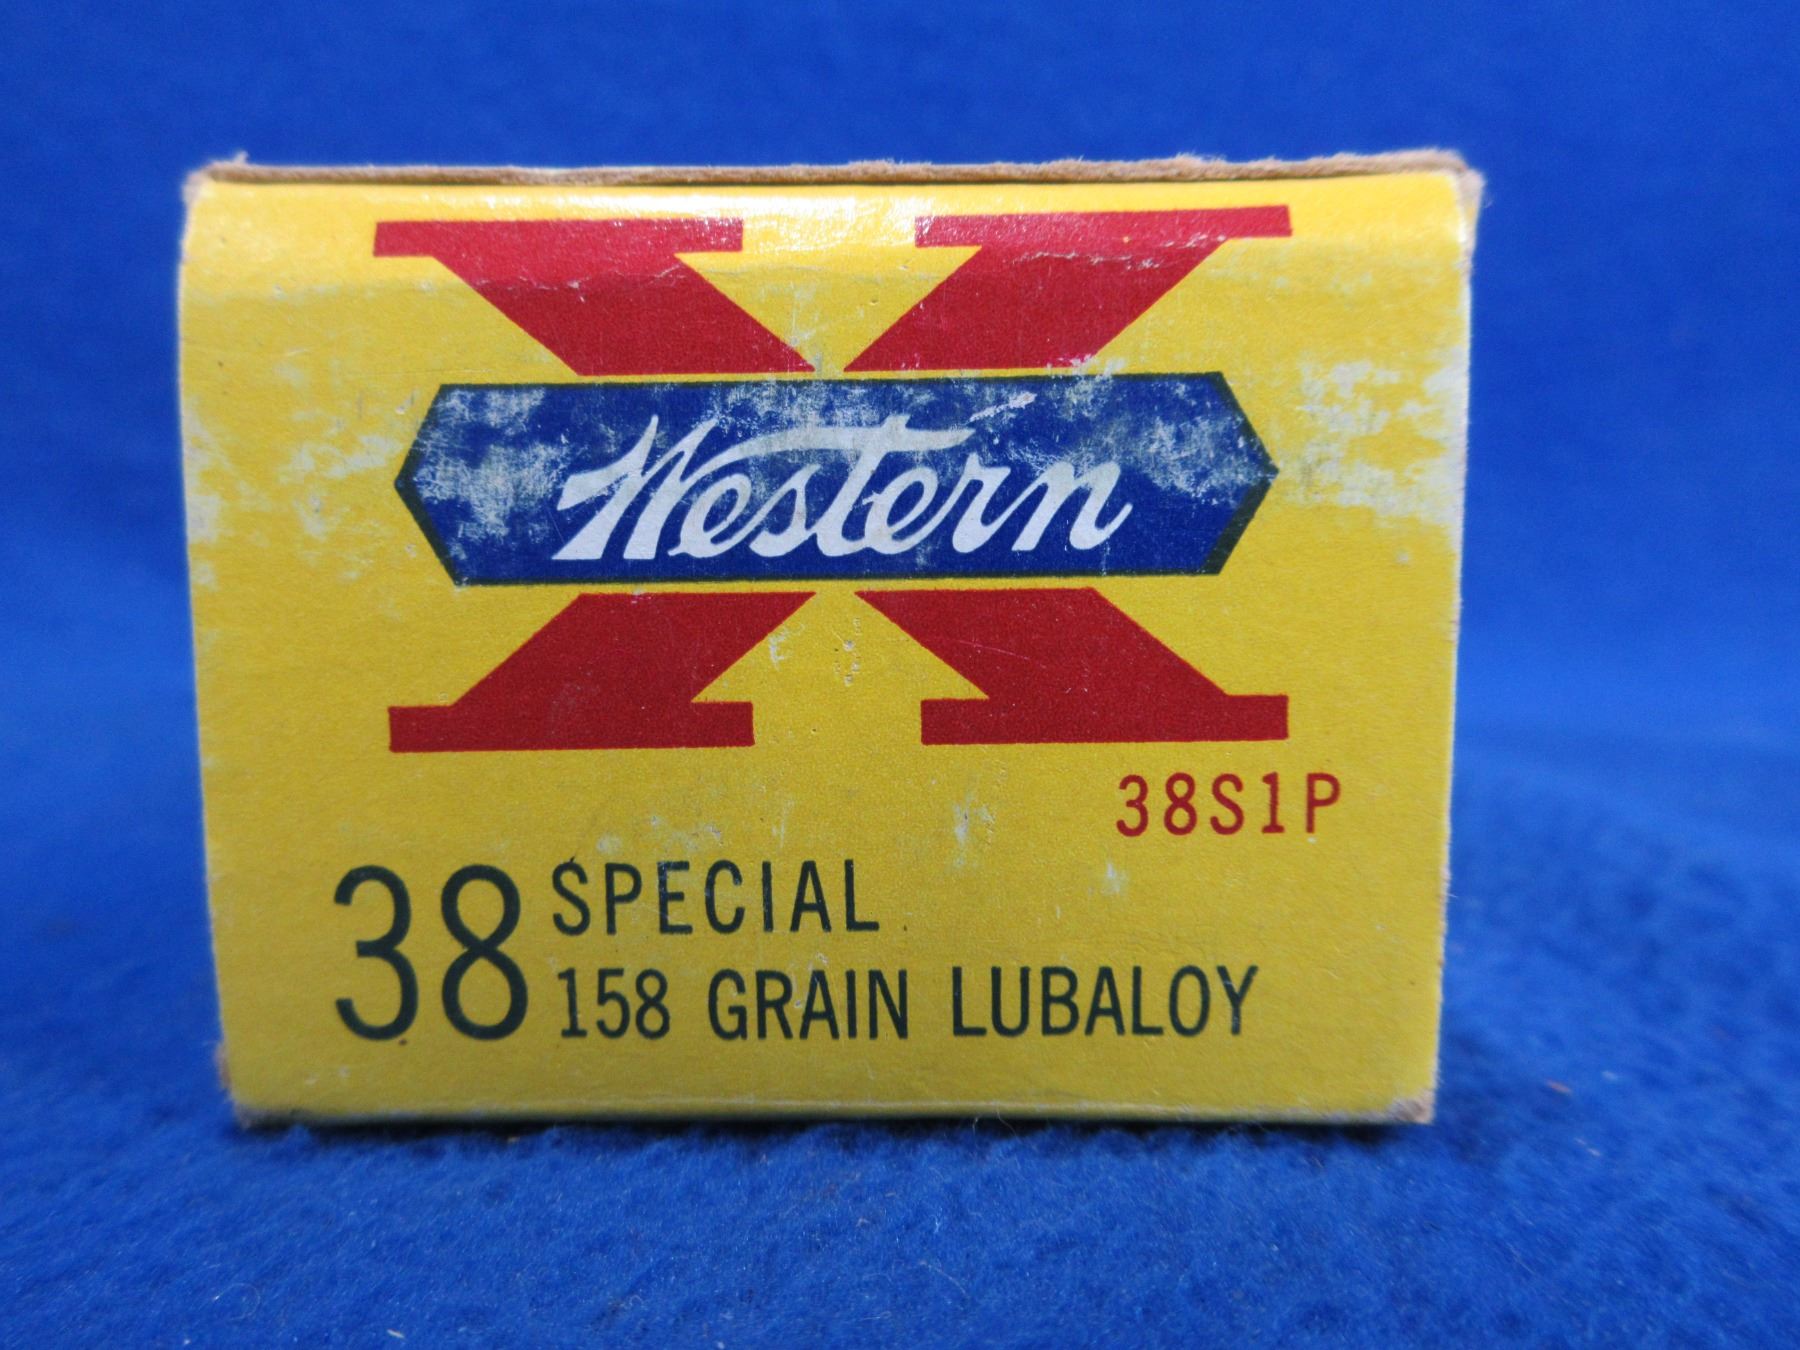 X
Western
38S1P
38 SPECIAL
158 GRAIN LUBALOY